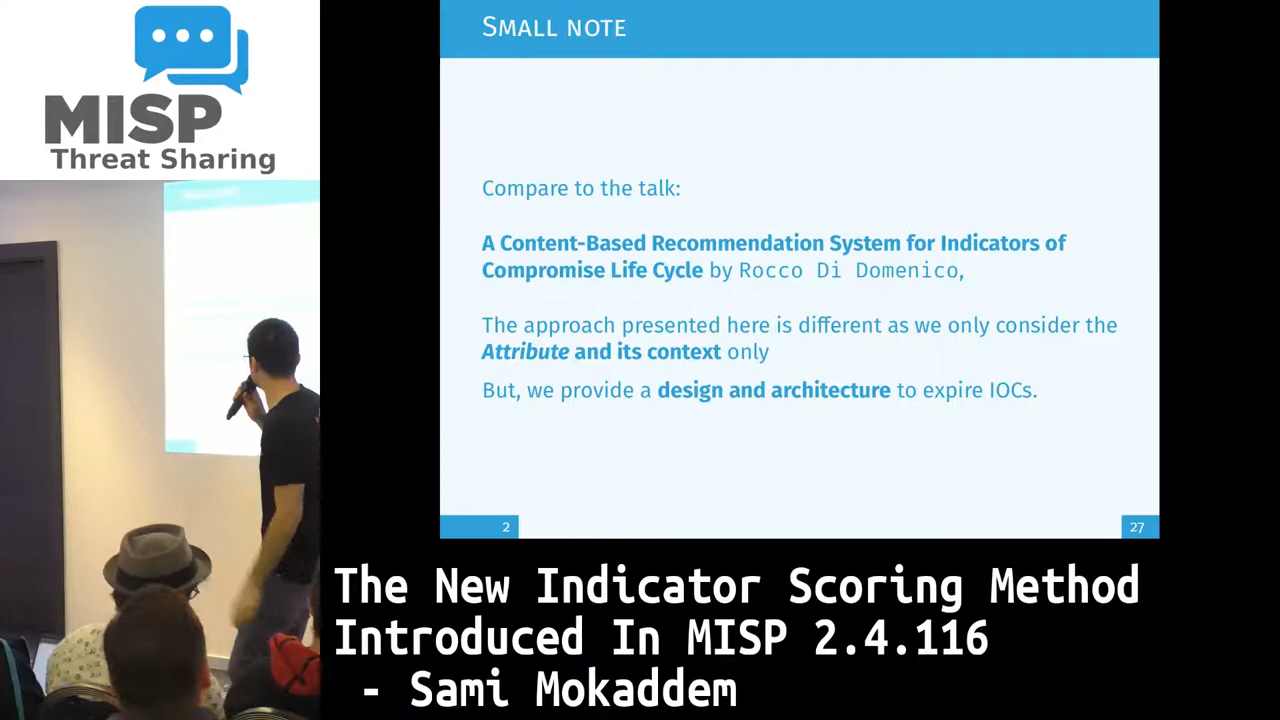 MISP
Threat Sharing
SMALL NOTE
Compare to the talk:
A Content-Based Recommendation System for Indicators of
Compromise Life Cycle by Rocco Di Domenico,
The approach presented here is different as we only consider the
Attribute and its context only
But, we provide a design and architecture to expire IOCs.
2
27
The New Indicator Scoring Method
Introduced In MISP 2.4.116
- Sami Mokaddem